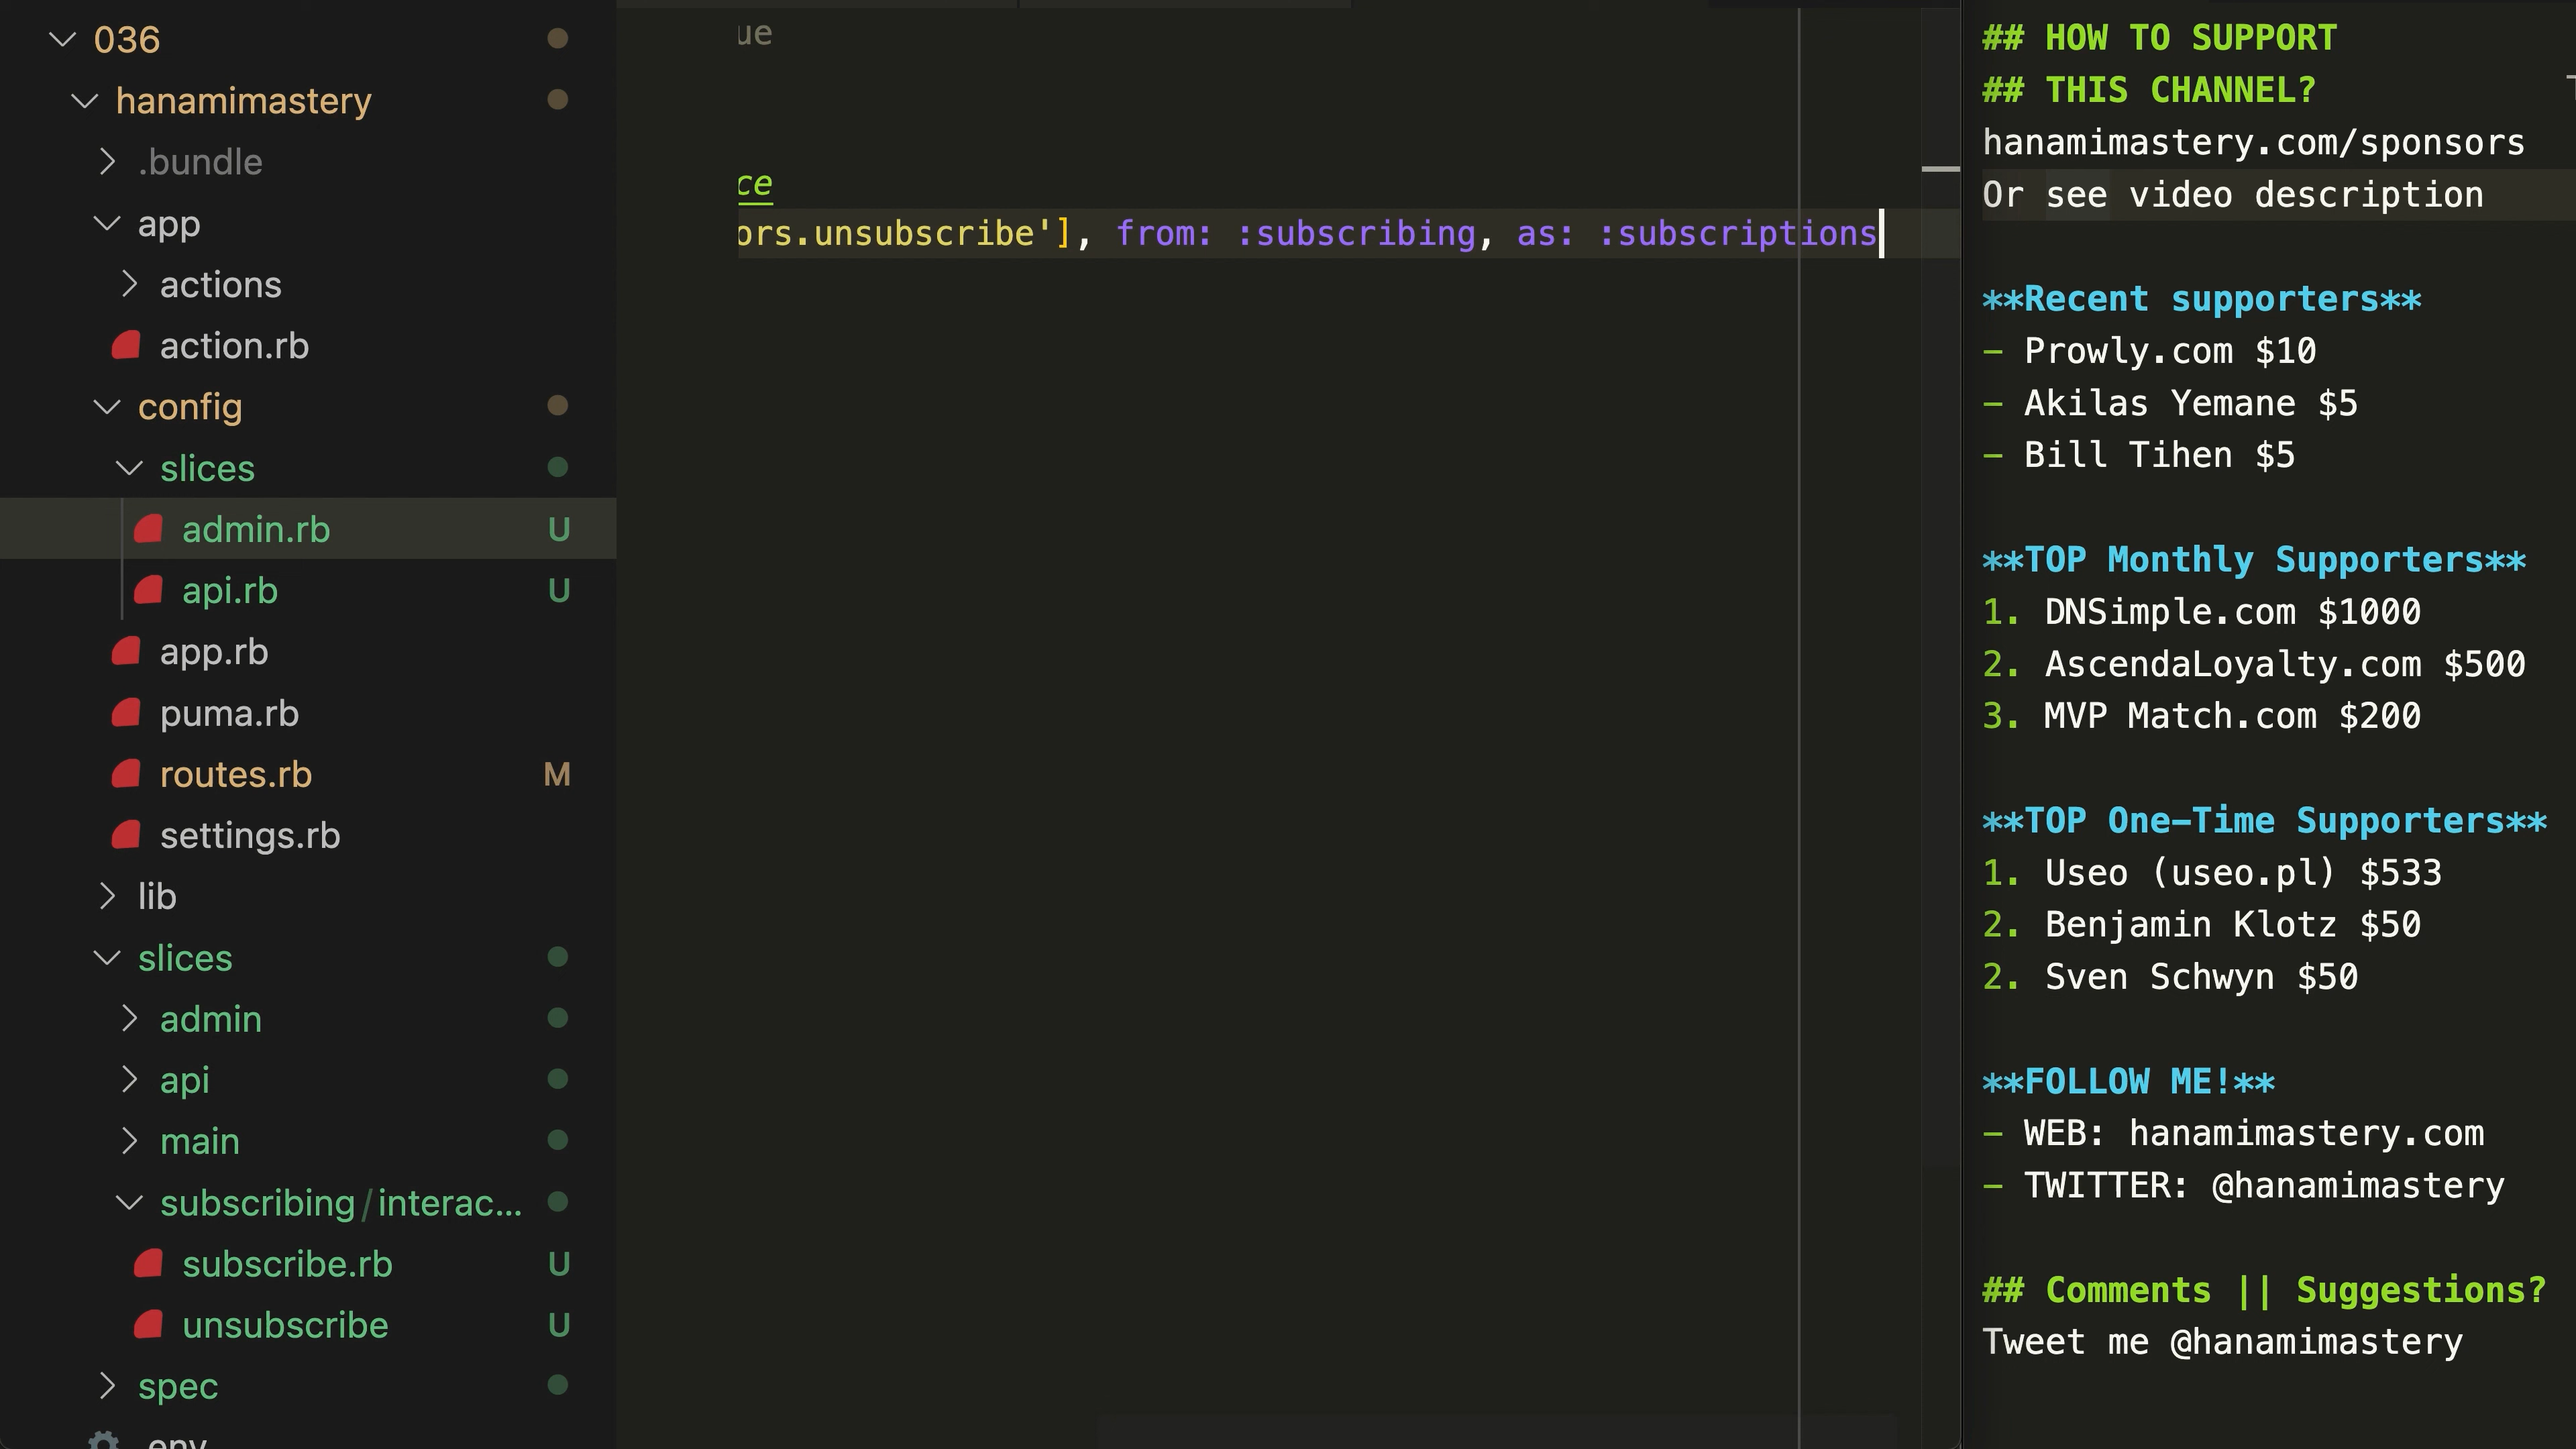 036
hanamimastery
.bundle
app
actions
action.rb
config
slices
admin.rb U
api.rb U
app.rb
puma.rb
routes.rb M
settings.rb
lib
slices
admin
api
main
subscribing/interac...
subscribe.rb U
unsubscribe U
spec
.env
ue
ce
ors.unsubscribe'], from: :subscribing, as: :subscriptions
## HOW TO SUPPORT
## THIS CHANNEL?
hanamimastery.com/sponsors
Or see video description
**Recent supporters**
- Prowly.com $10
- Akilas Yemane $5
- Bill Tihen $5
**TOP Monthly Supporters**
1. DNSimple.com $1000
2. AscendaLoyalty.com $500
3. MVP Match.com $200
**TOP One-Time Supporters**
1. Useo (useo.pl) $533
2. Benjamin Klotz $50
2. Sven Schwyn $50
**FOLLOW ME!**
- WEB: hanamimastery.com
- TWITTER: @hanamimastery
## Comments || Suggestions?
Tweet me @hanamimastery